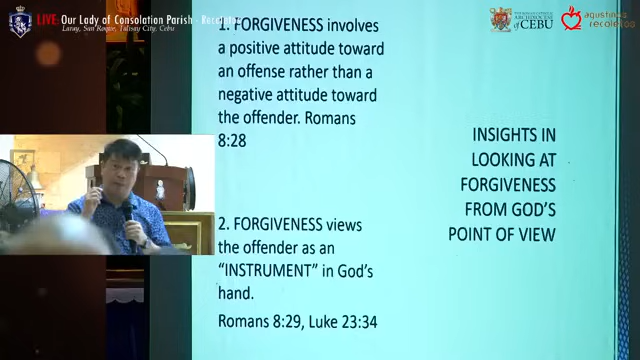 LIVE: Our Lady of Consolation Parish - Recoletos
Laray, San Roque, Talisay City, Cebu
ARCHDIOCESE
of CEBU
agustinos
recoletos
1. FORGIVENESS involves
a positive attitude toward
an offense rather than a
negative attitude toward
the offender. Romans
8:28
2. FORGIVENESS views
the offender as an
“INSTRUMENT” in God's
hand.
Romans 8:29, Luke 23:34
INSIGHTS IN
LOOKING AT
FORGIVENESS
FROM GOD'S
POINT OF VIEW